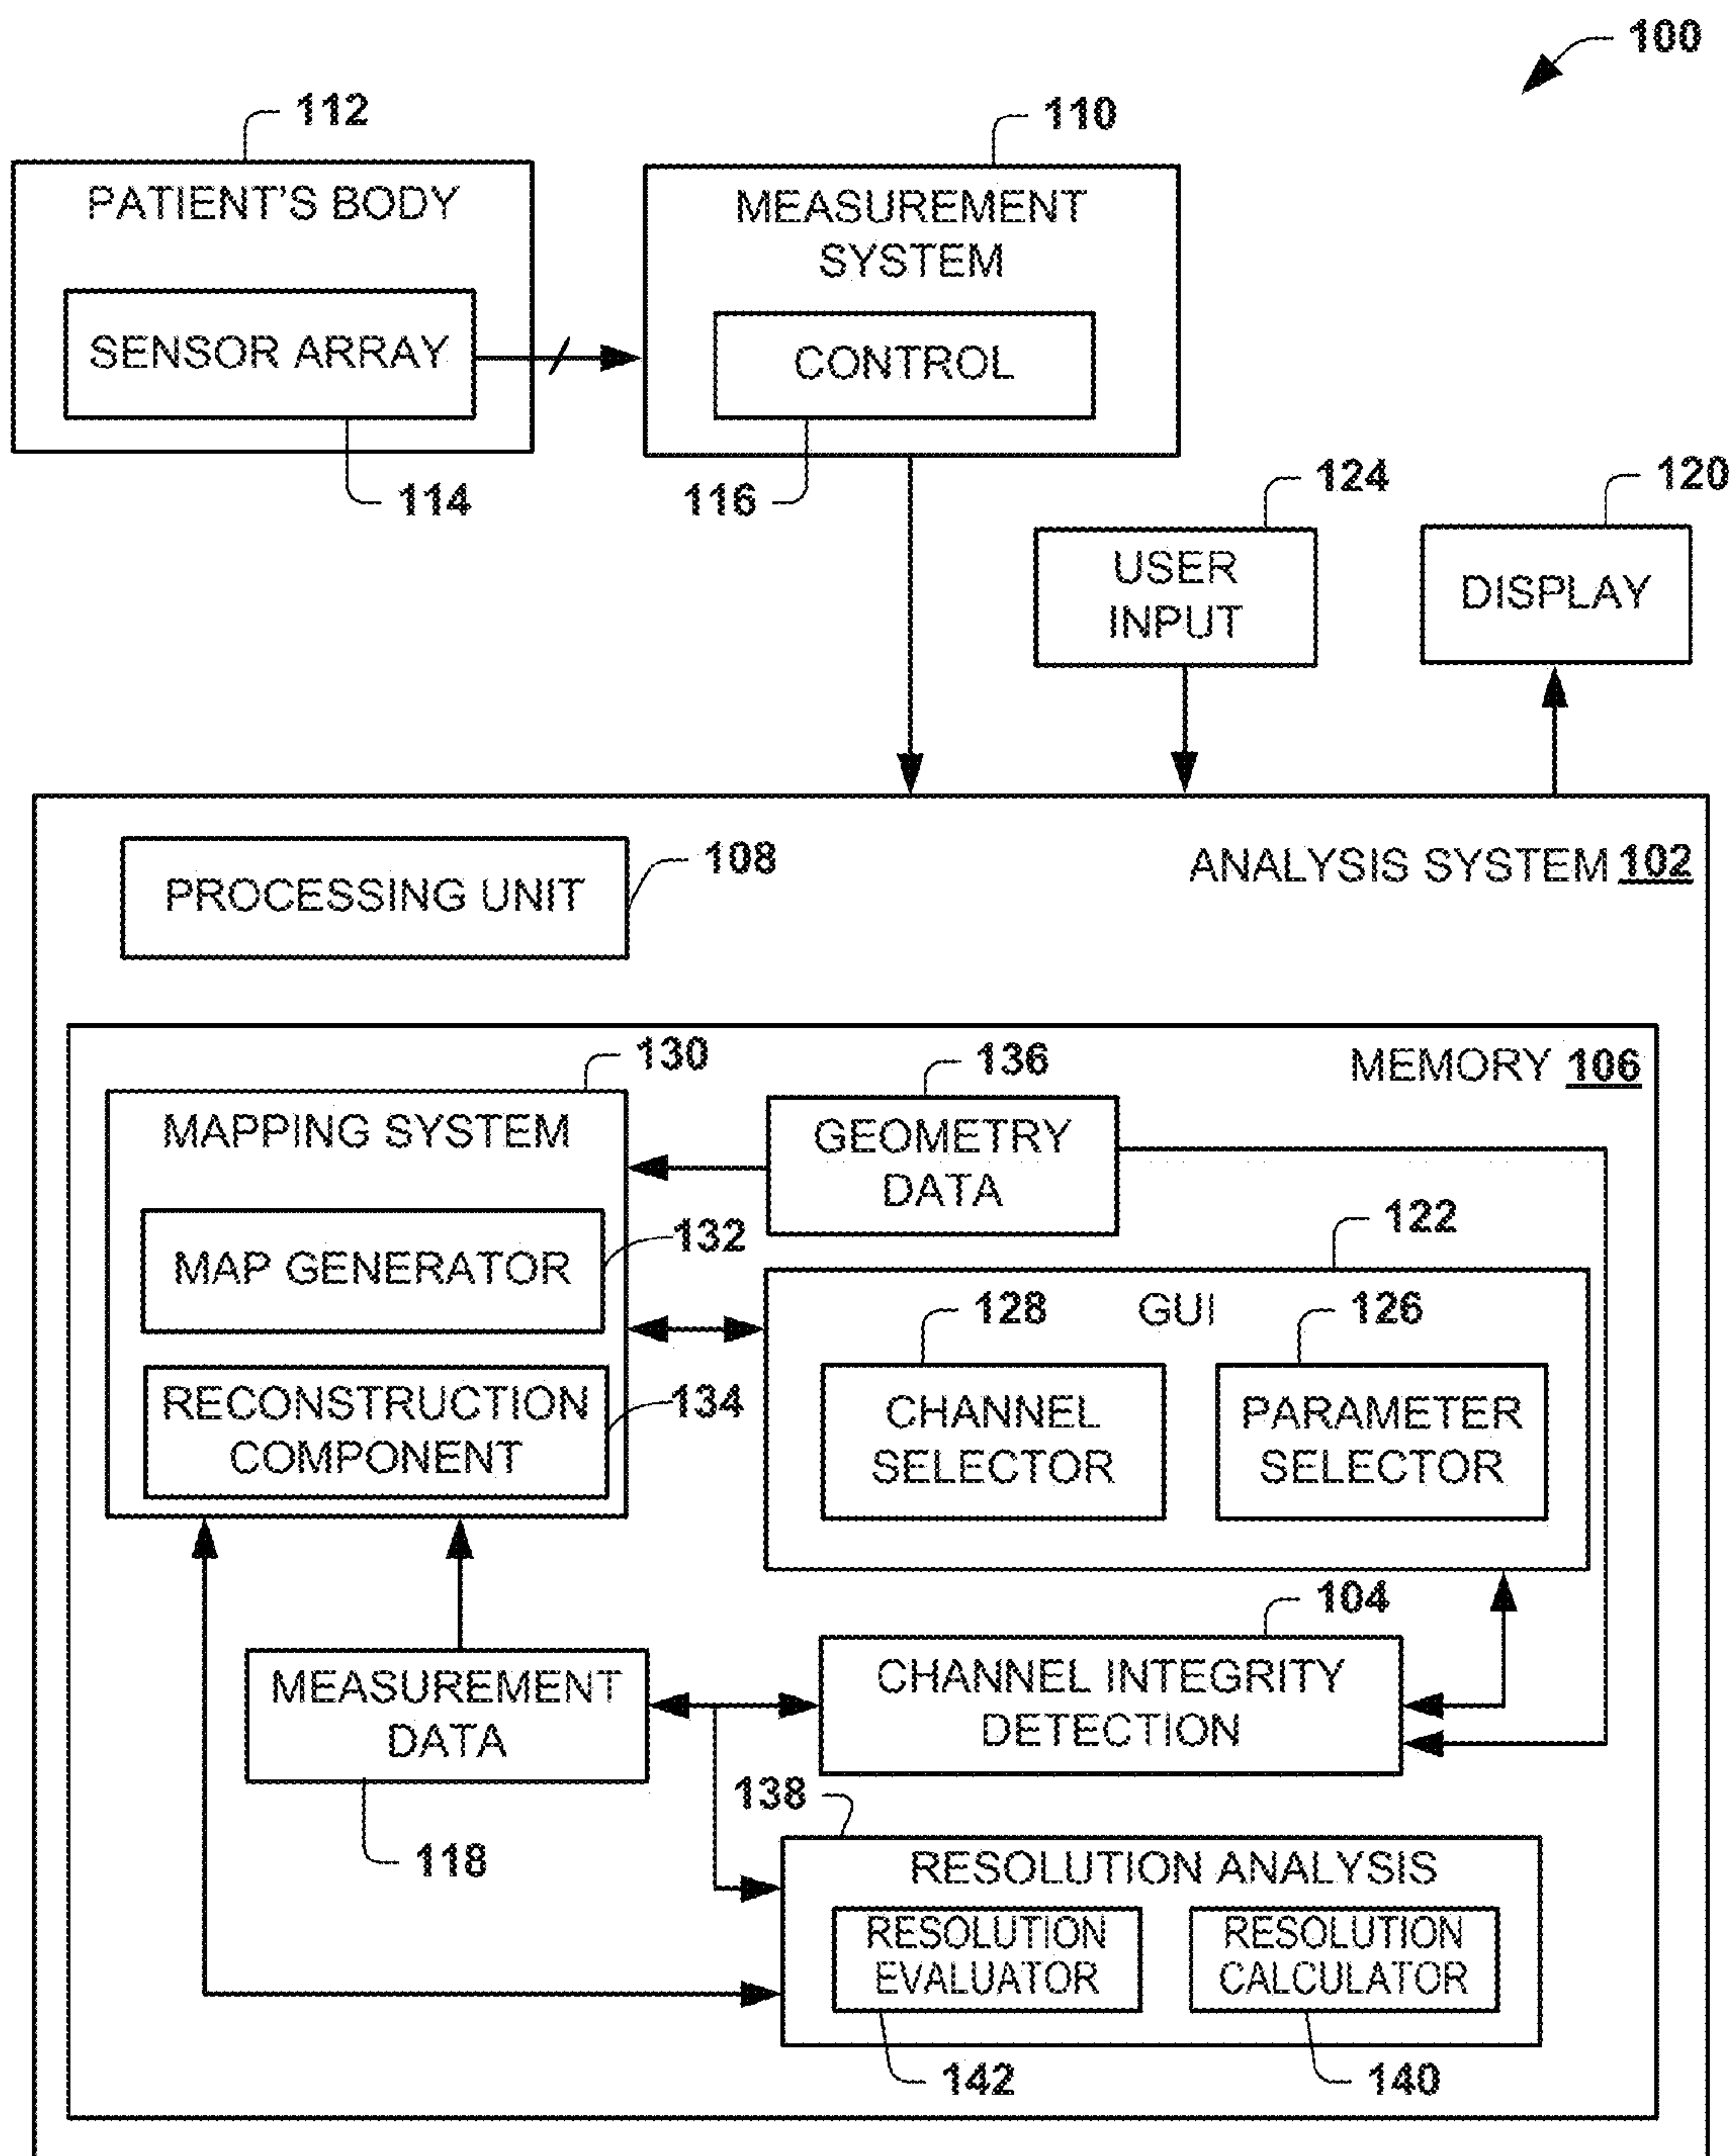 100
112
110
PATIENT'S BODY
MEASUREMENT
SYSTEM
SENSOR ARRAY
CONTROL
114
116
124
120
USER
INPUT
DISPLAY
108
ANALYSIS SYSTEM 102
PROCESSING UNIT
130
136
MEMORY 106
MAPPING SYSTEM
GEOMETRY
DATA
132
122
MAP GENERATOR
128
GUI
126
RECONSTRUCTION
COMPONENT
134
CHANNEL
SELECTOR
PARAMETER
SELECTOR
104
MEASUREMENT
DATA
CHANNEL INTEGRITY
DETECTION
138
118
RESOLUTION ANALYSIS
RESOLUTION
EVALUATOR
RESOLUTION
CALCULATOR
142
140